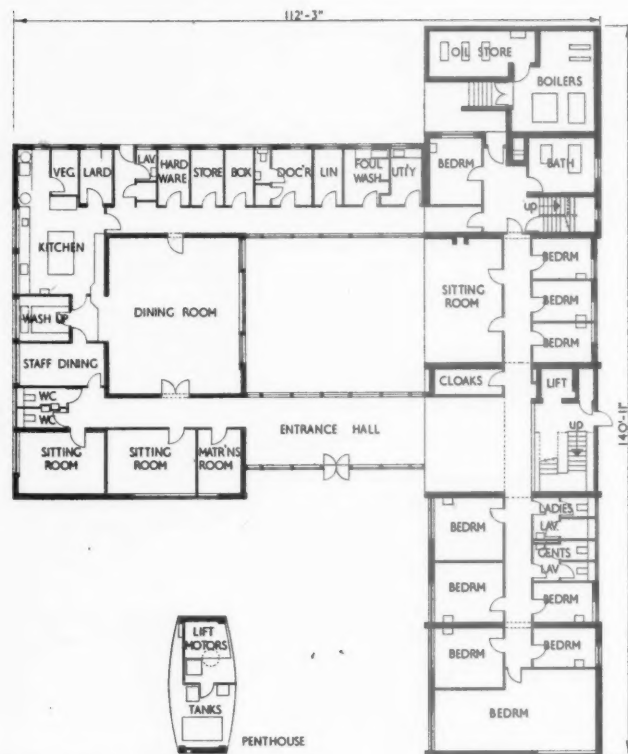 112'-3"
OIL STORE
BOILERS
VEG.
LARD
LAV.
HARD
WARE
STORE
BOX
DOC'R
LIN
FOUL
WASH
UT'Y
BEDRM
BATH
UP
KITCHEN
DINING ROOM
SITTING
ROOM
BEDRM
BEDRM
BEDRM
WASH UP
STAFF DINING
CLOAKS
LIFT
140'-11"
WC
WC
ENTRANCE HALL
UP
SITTING
ROOM
SITTING
ROOM
MATR'NS
ROOM
BEDRM
LADIES
LAV.
GENTS
LAV
BEDRM
BEDRM
BEDRM
BEDRM
BEDRM
LIFT
MOTORS
TANKS
PENTHOUSE